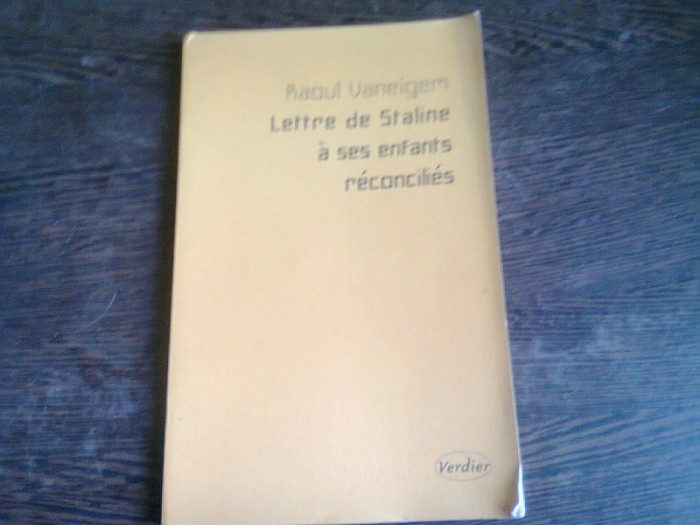 Raoul Vaneigem
Lettre de Staline
à ses enfants
réconciliés
Verdier